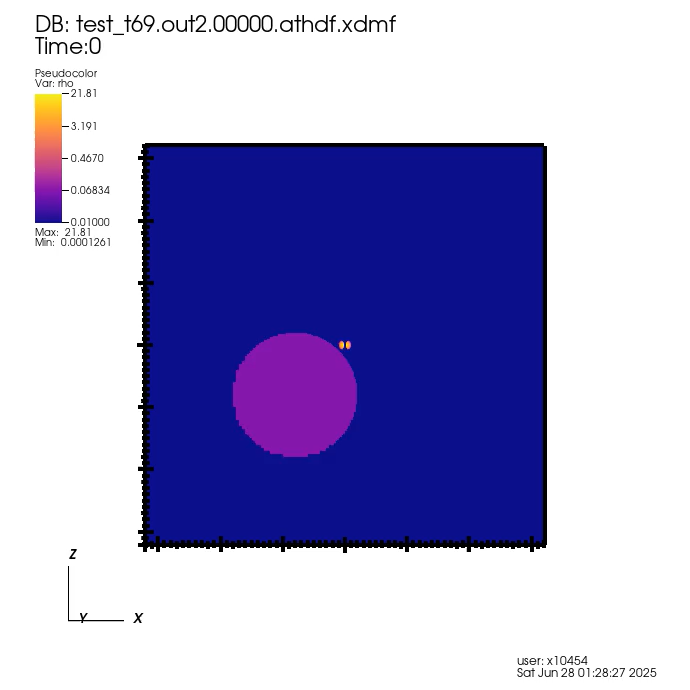 DB: test_t69.out2.00000.athdf.xdmf
Time:0
Pseudocolor
Var: rho
21.81
3.191
0.4670
0.06834
0.01000
Max: 21.81
Min: 0.0001261
Z
Y
X
user: x10454
Sat Jun 28 01:28:27 2025